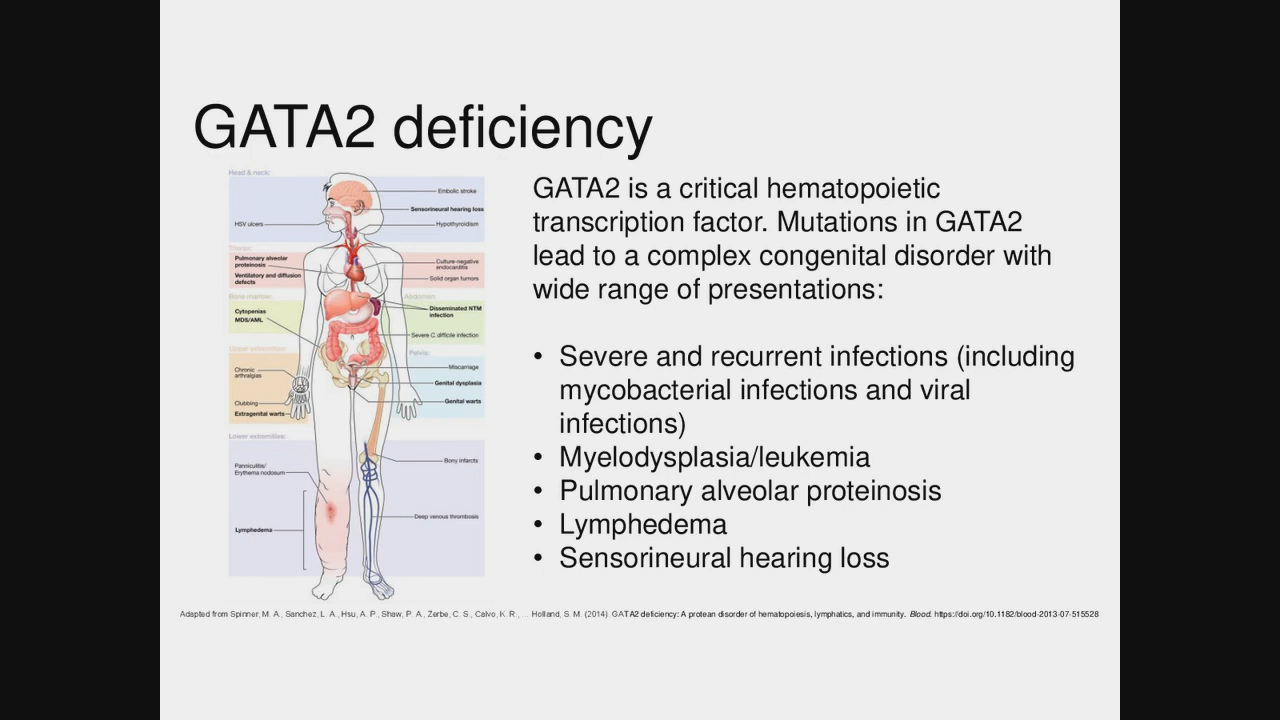 GATA2 deficiency
Head & neck:
Embolic stroke
Sensorineural hearing loss
HSV ulcers
Hypothyroidism
Thorax:
Pulmonary alveolar
proteinosis
Ventilatory and diffusion
defects
Culture-negative
endocarditis
Solid organ tumors
Bone marrow:
Abdomen:
Cytopenias
MDS/AML
Disseminated NTM
infection
Severe C.difficile infection
Upper extremities:
Pelvis:
Chronic
arthralgias
Miscarriage
Genital dysplasia
Clubbing
Genital warts
Extragenital warts
Lower extremities:
Panniculitis/
Erythema nodosum
Bony infarcts
Deep venous thrombosis
Lymphedema
GATA2 is a critical hematopoietic
transcription factor. Mutations in GATA2
lead to a complex congenital disorder with
wide range of presentations:
• Severe and recurrent infections (including
mycobacterial infections and viral
infections)
• Myelodysplasia/leukemia
• Pulmonary alveolar proteinosis
• Lymphedema
• Sensorineural hearing loss
Adapted from Spinner, M. A., Sanchez, L. A., Hsu, A. P., Shaw, P. A., Zerbe, C. S., Calvo, K. R., ... Holland, S. M. (2014). GATA2 deficiency: A protean disorder of hematopoiesis, lymphatics, and immunity. Blood. https://doi.org/10.1182/blood-2013-07-515528